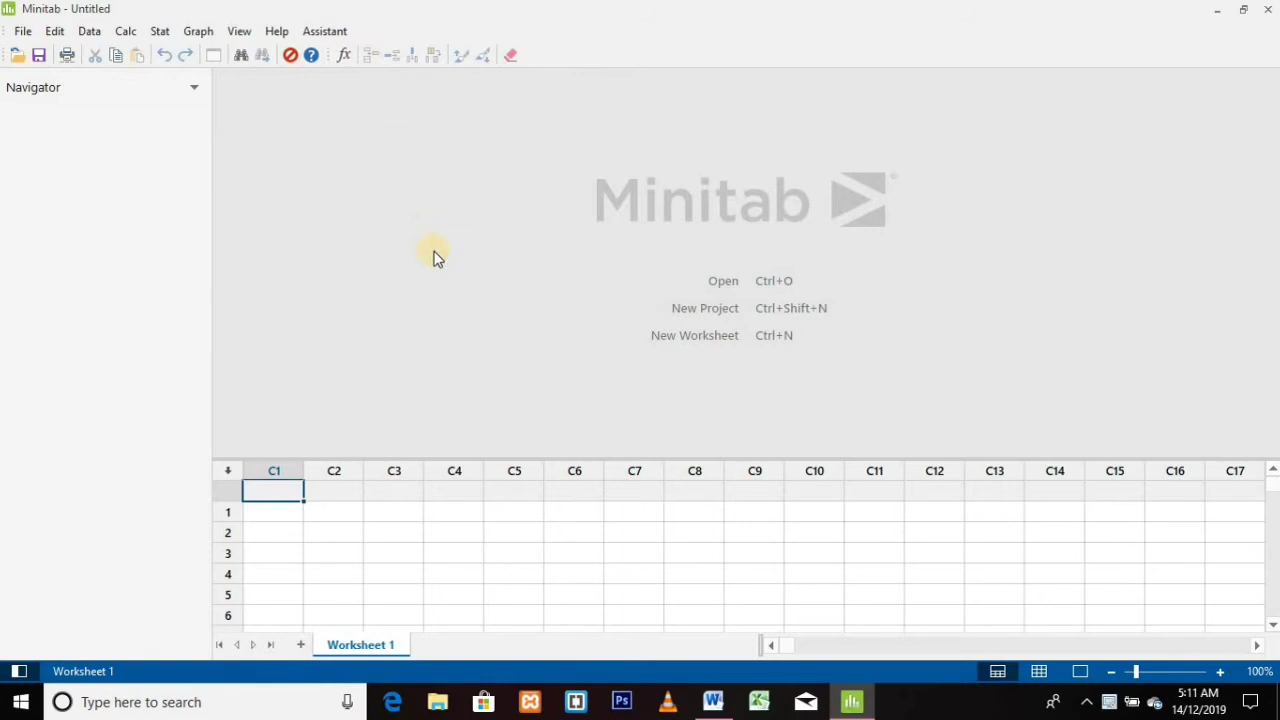 Minitab - Untitled
File Edit Data Calc Stat Graph View Help Assistant
fx
Navigator
Minitab
Open Ctrl+O
New Project Ctrl+Shift+N
New Worksheet Ctrl+N
C1 C2 C3 C4 C5 C6 C7 C8 C9 C10 C11 C12 C13 C14 C15 C16 C17
1
2
3
4
5
6
Worksheet 1
Worksheet 1 100%
Type here to search
5:11 AM
14/12/2019